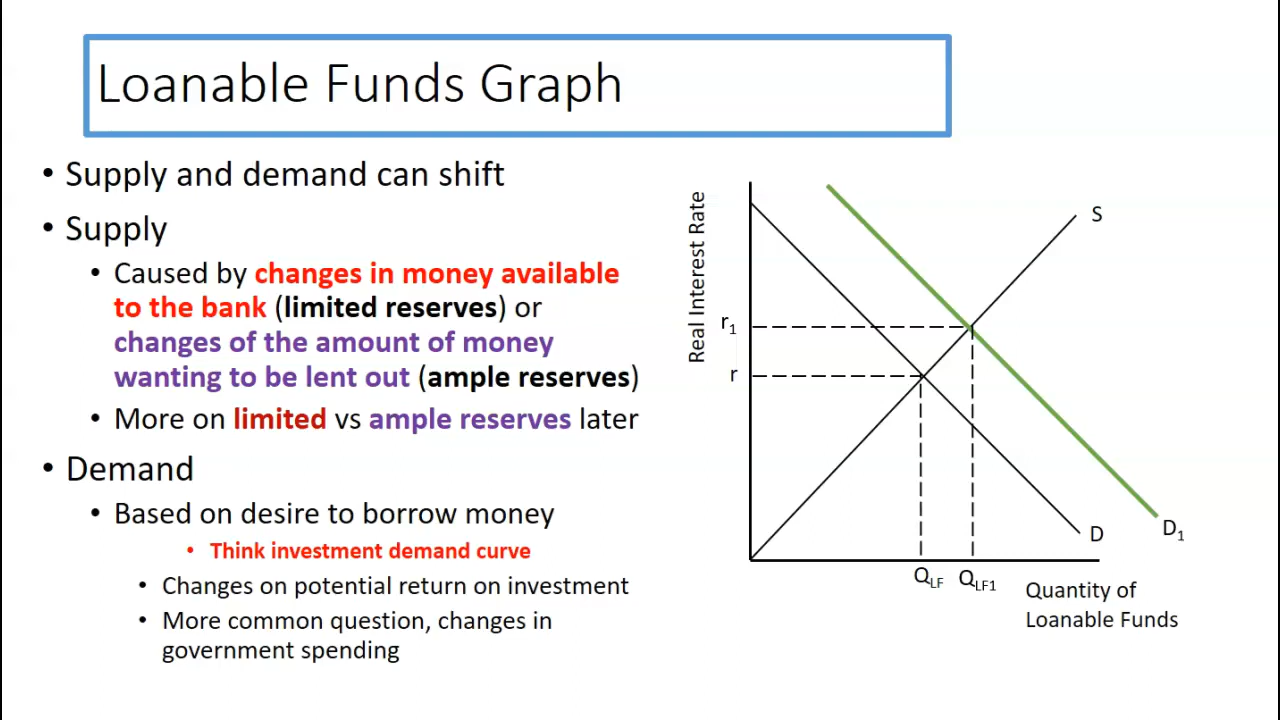 Loanable Funds Graph
• Supply and demand can shift
• Supply
• Caused by changes in money available
to the bank (limited reserves) or
changes of the amount of money
wanting to be lent out (ample reserves)
• More on limited vs ample reserves later
• Demand
• Based on desire to borrow money
• Think investment demand curve
• Changes on potential return on investment
• More common question, changes in
government spending
Real Interest Rate
S
r₁
r
D
D₁
Q_LF Q_LF1
Quantity of
Loanable Funds